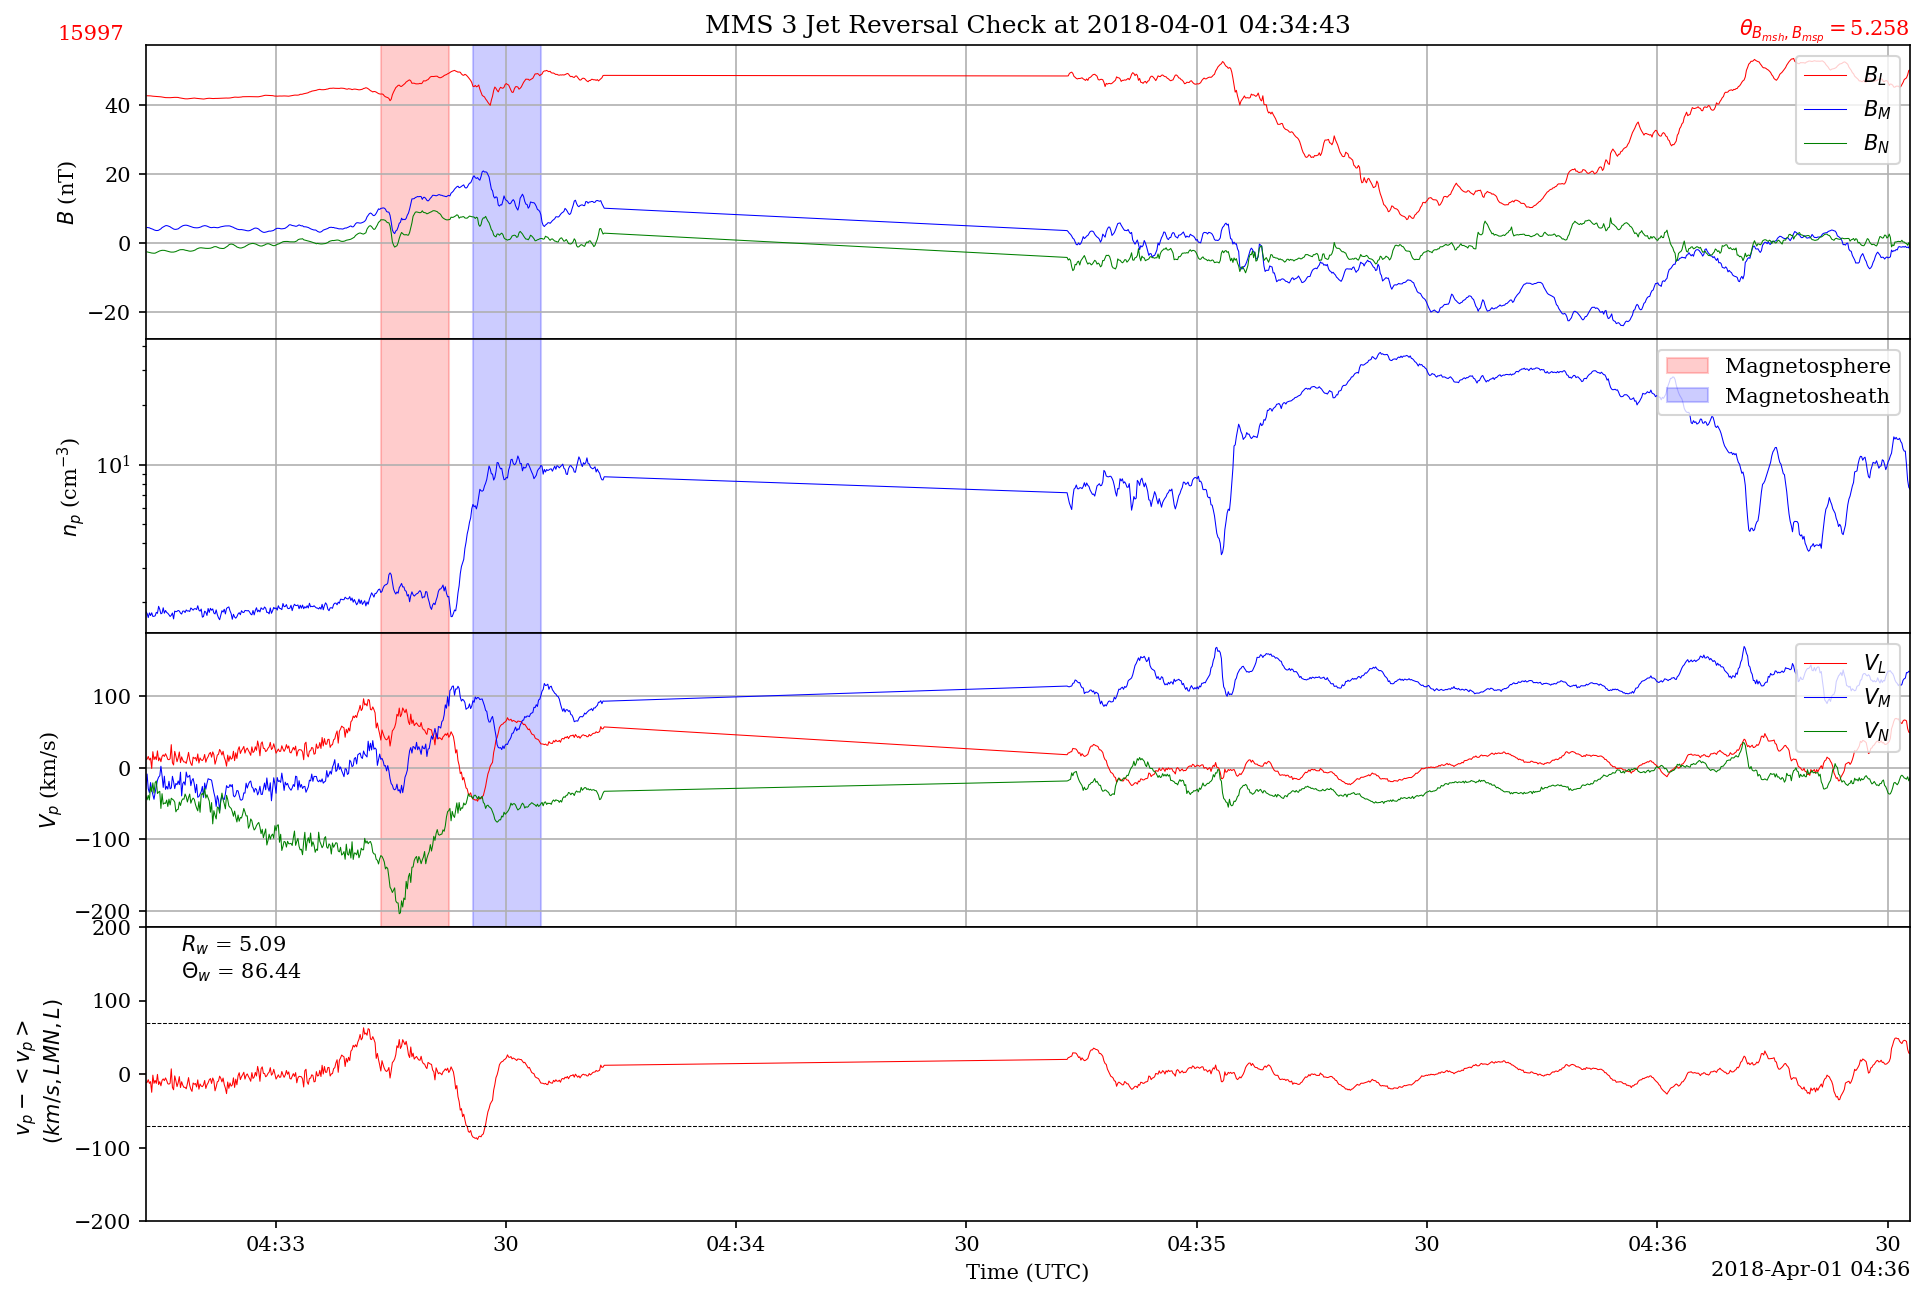 MMS 3 Jet Reversal Check at 2018-04-01 04:34:43
15997
θ_{B_{msh}, B_{msp}} = 5.258
B (nT)
40
20
0
−20
B_L
B_M
B_N
n_p (cm^{−3})
10^1
Magnetosphere
Magnetosheath
V_p (km/s)
100
0
−100
−200
V_L
V_M
V_N
v_p − < v_p >
(km/s, LMN, L)
200
100
0
−100
−200
R_w = 5.09
Θ_w = 86.44
04:33
30
04:34
30
04:35
30
04:36
30
Time (UTC)
2018-Apr-01 04:36